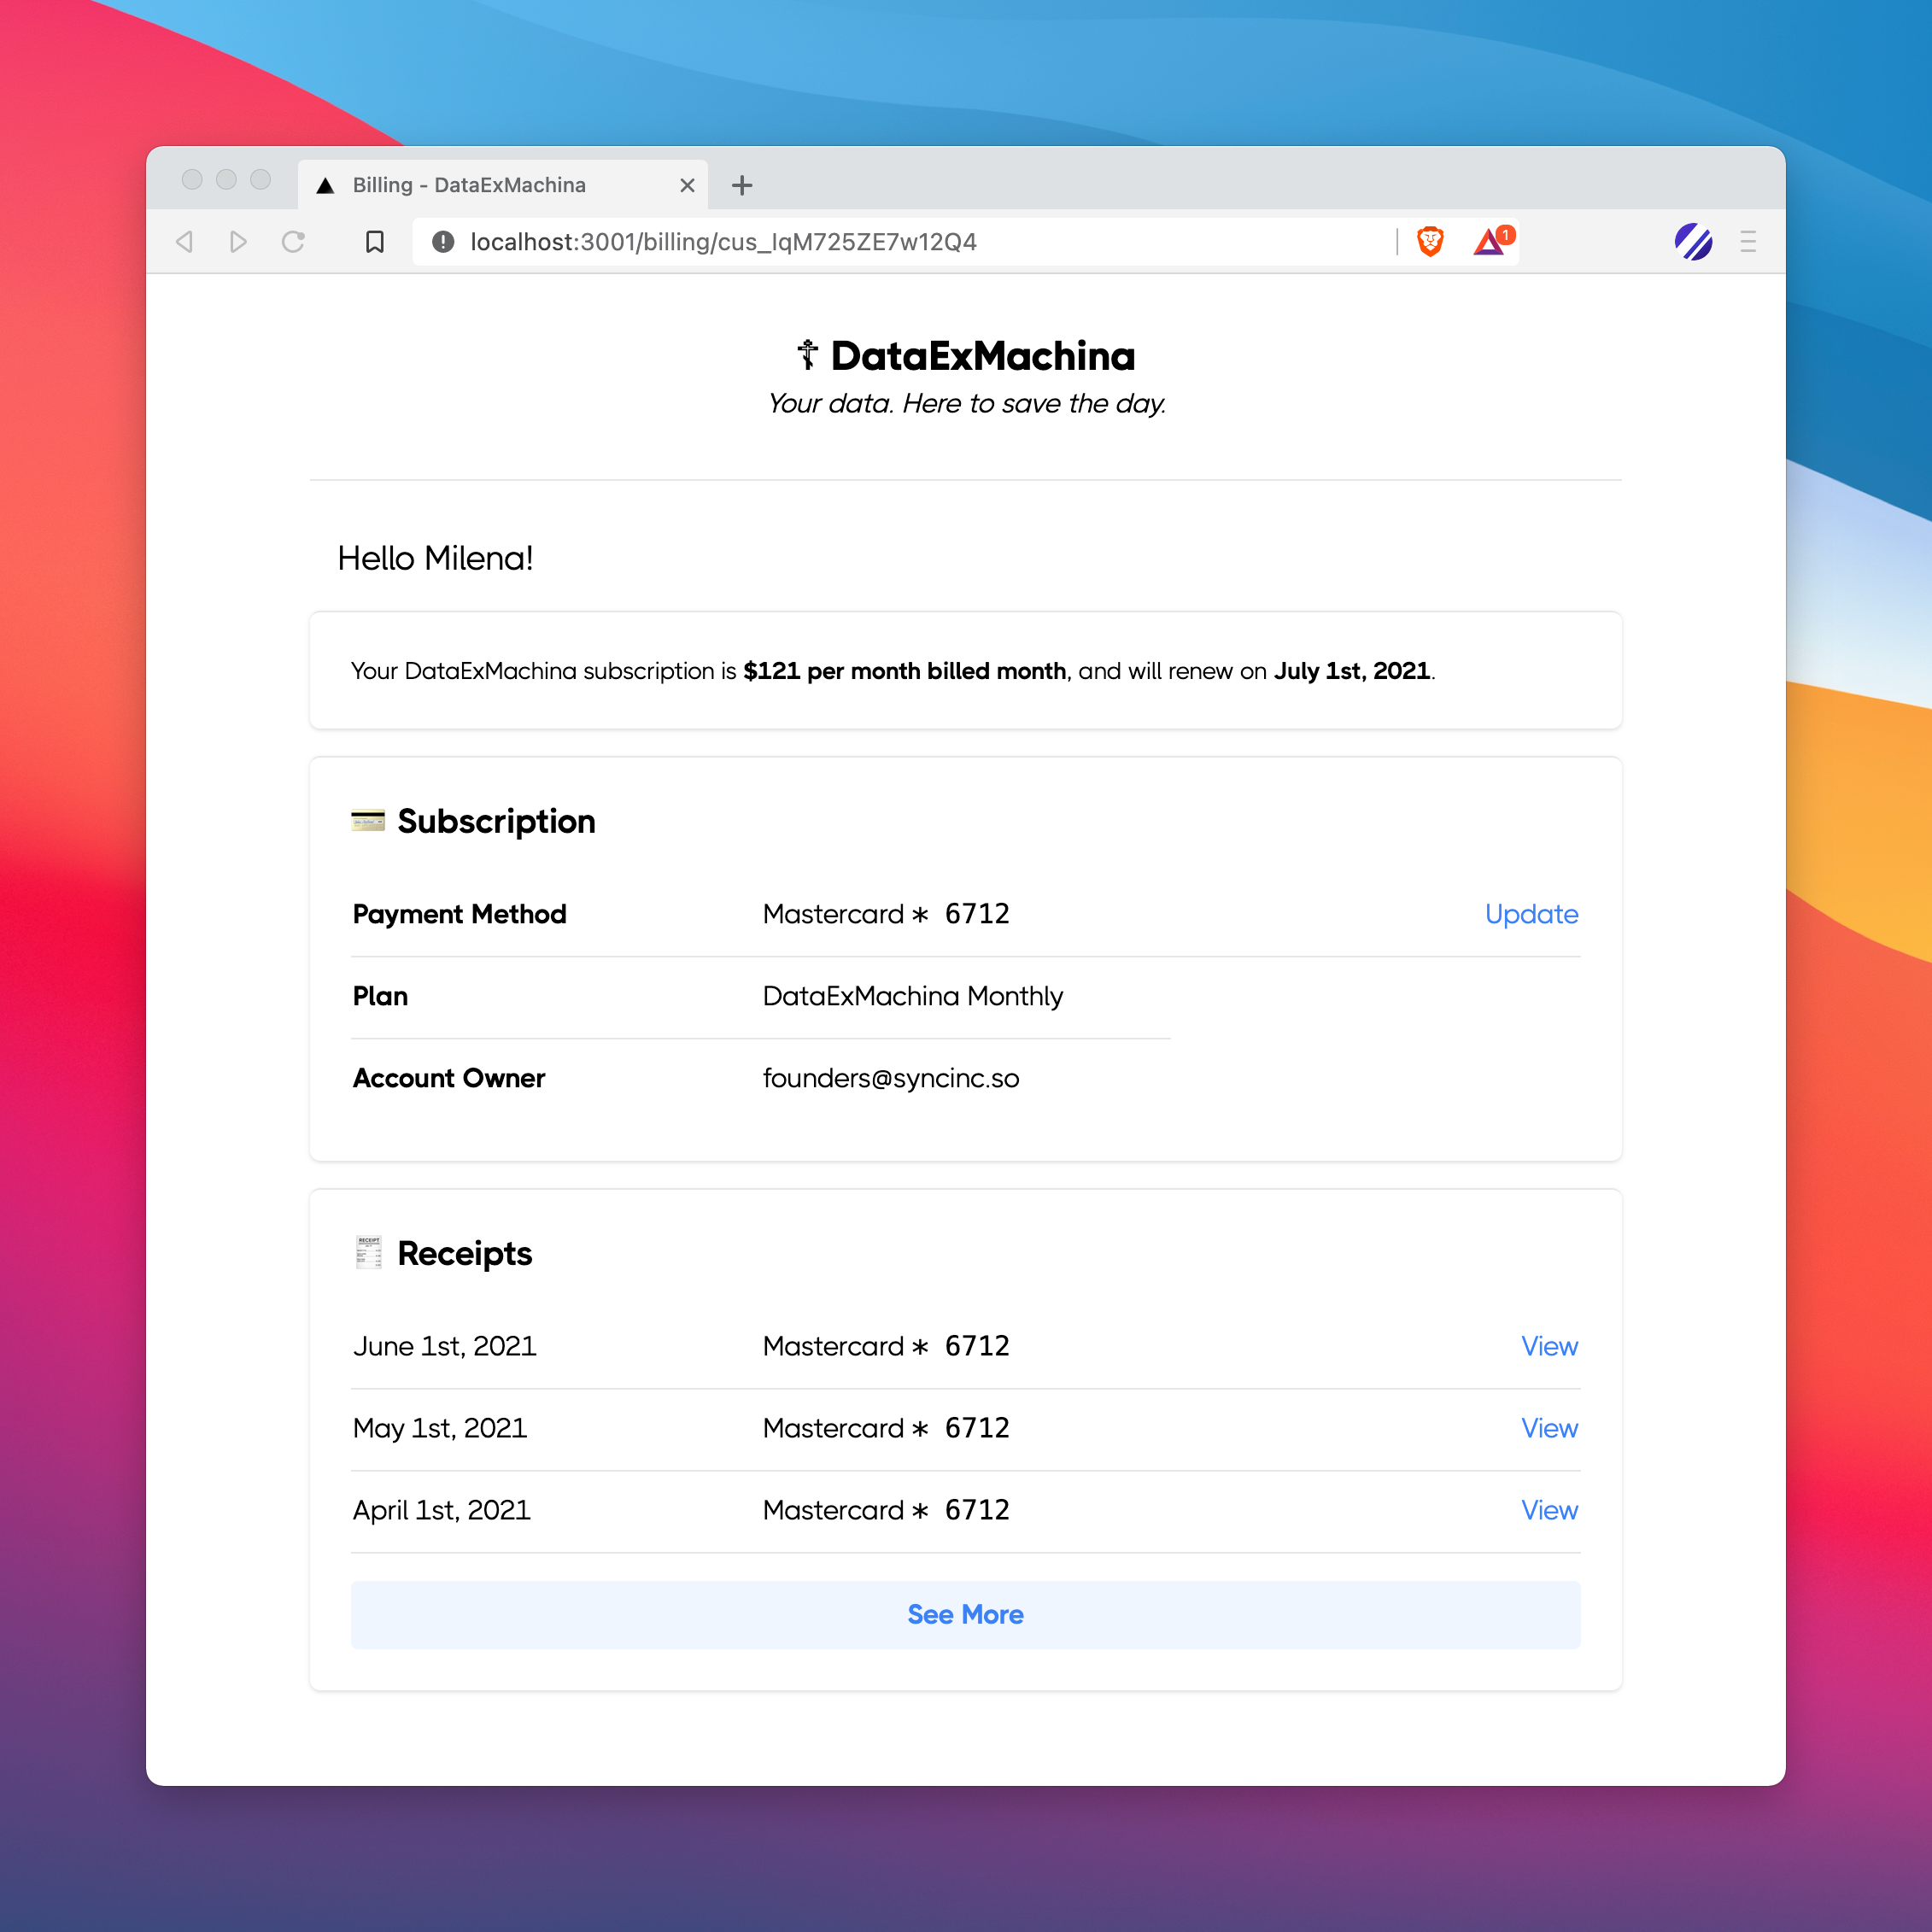 Billing - DataExMachina
localhost:3001/billing/cus_IqM725ZE7w12Q4
1
☦ DataExMachina
Your data. Here to save the day.
Hello Milena!
Your DataExMachina subscription is $121 per month billed month, and will renew on July 1st, 2021.
💳 Subscription
Payment Method Mastercard * 6712 Update
Plan DataExMachina Monthly
Account Owner founders@syncinc.so
🧾 Receipts
June 1st, 2021 Mastercard * 6712 View
May 1st, 2021 Mastercard * 6712 View
April 1st, 2021 Mastercard * 6712 View
See More